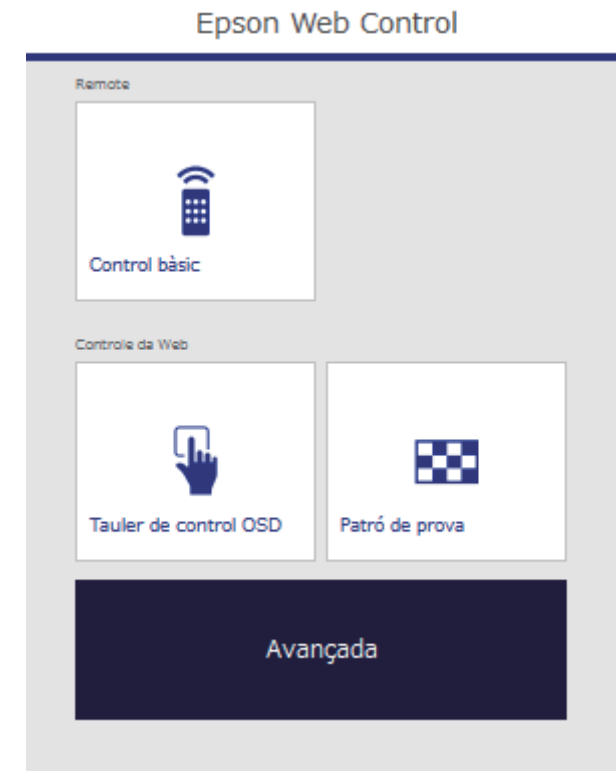 Epson Web Control
Remote
Control bàsic
Controle da Web
Tauler de control OSD
Patró de prova
Avançada